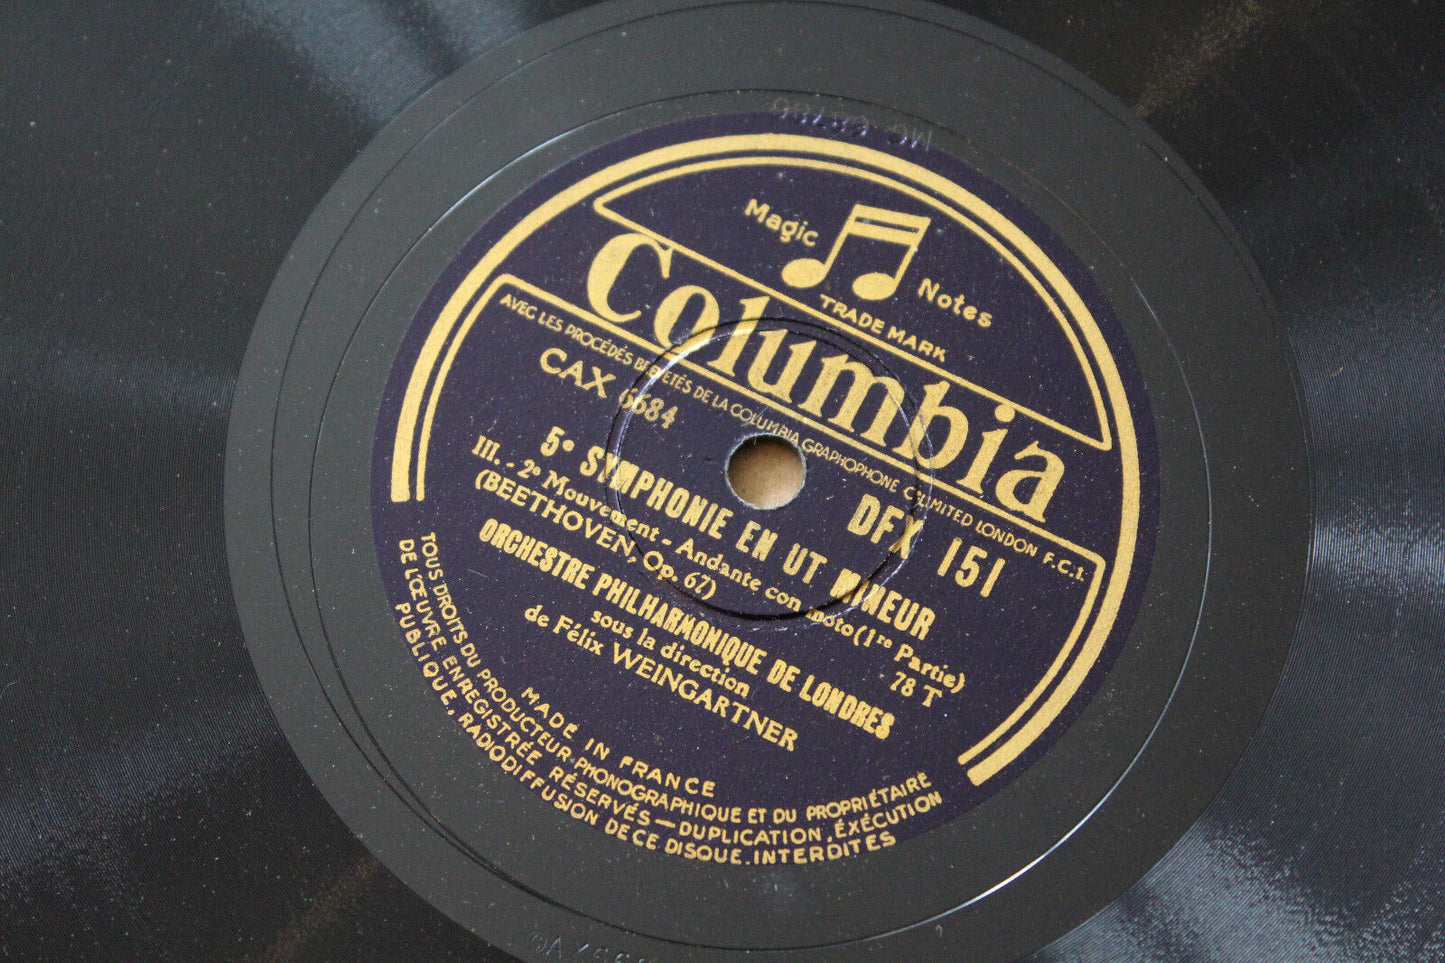 Magic
Notes
TRADE MARK
Columbia
AVEC LES PROCÉDÉS BREVETÉS DE LA COLUMBIA GRAPHOPHONE Cº LIMITED LONDON F.C.1.
CAX 6684
DFX 151
5e SYMPHONIE EN UT MINEUR
III. - 2e Mouvement - Andante con moto (1re Partie)
(BEETHOVEN, Op. 67)
78 T
ORCHESTRE PHILHARMONIQUE DE LONDRES
sous la direction
de Félix WEINGARTNER
MADE IN FRANCE
TOUS DROITS DU PRODUCTEUR PHONOGRAPHIQUE ET DU PROPRIÉTAIRE
DE L'ŒUVRE ENREGISTRÉE RÉSERVÉS — DUPLICATION, EXÉCUTION
PUBLIQUE, RADIODIFFUSION DE CE DISQUE INTERDITES